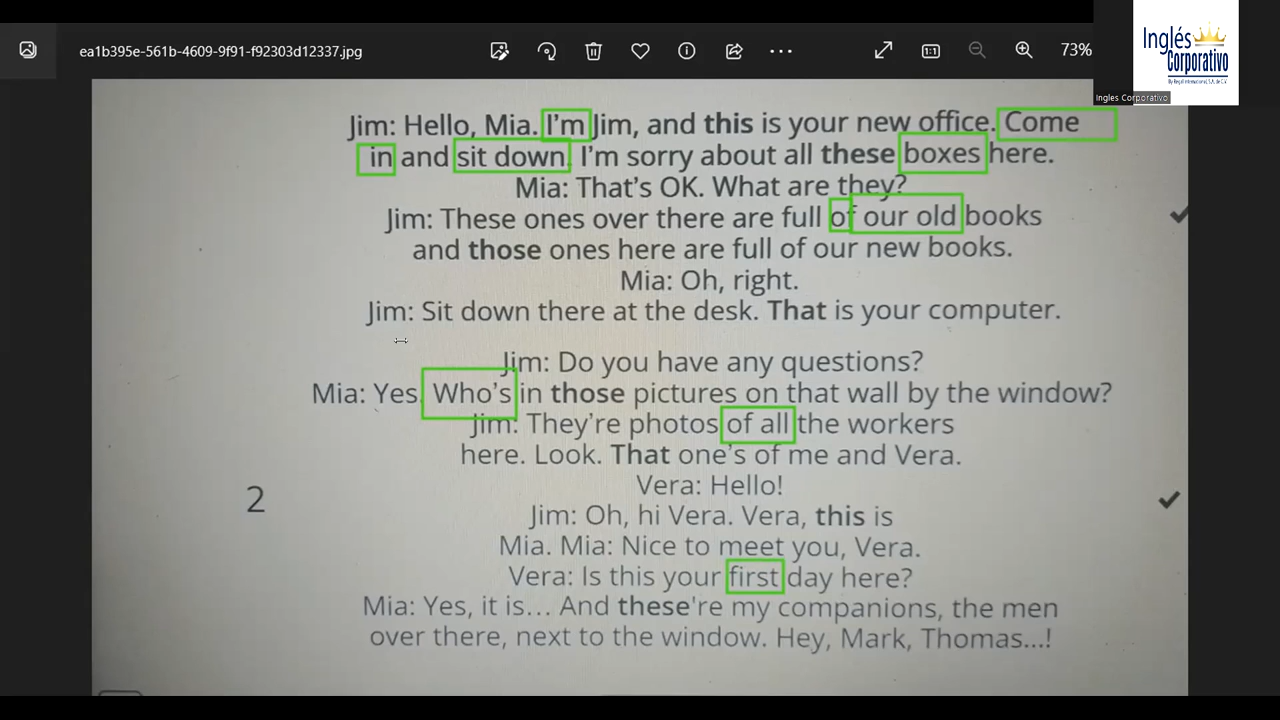 ea1b395e-561b-4609-9f91-f92303d12337.jpg
73%
Inglés
Corporativo
Ingles Corporativo
Jim: Hello, Mia. I'm Jim, and this is your new office. Come
in and sit down. I'm sorry about all these boxes here.
Mia: That's OK. What are they?
Jim: These ones over there are full of our old books
and those ones here are full of our new books.
Mia: Oh, right.
Jim: Sit down there at the desk. That is your computer.
Jim: Do you have any questions?
Mia: Yes. Who's in those pictures on that wall by the window?
Jim: They're photos of all the workers
here. Look. That one's of me and Vera.
2
Vera: Hello!
Jim: Oh, hi Vera. Vera, this is
Mia. Mia: Nice to meet you, Vera.
Vera: Is this your first day here?
Mia: Yes, it is... And these're my companions, the men
over there, next to the window. Hey, Mark, Thomas...!